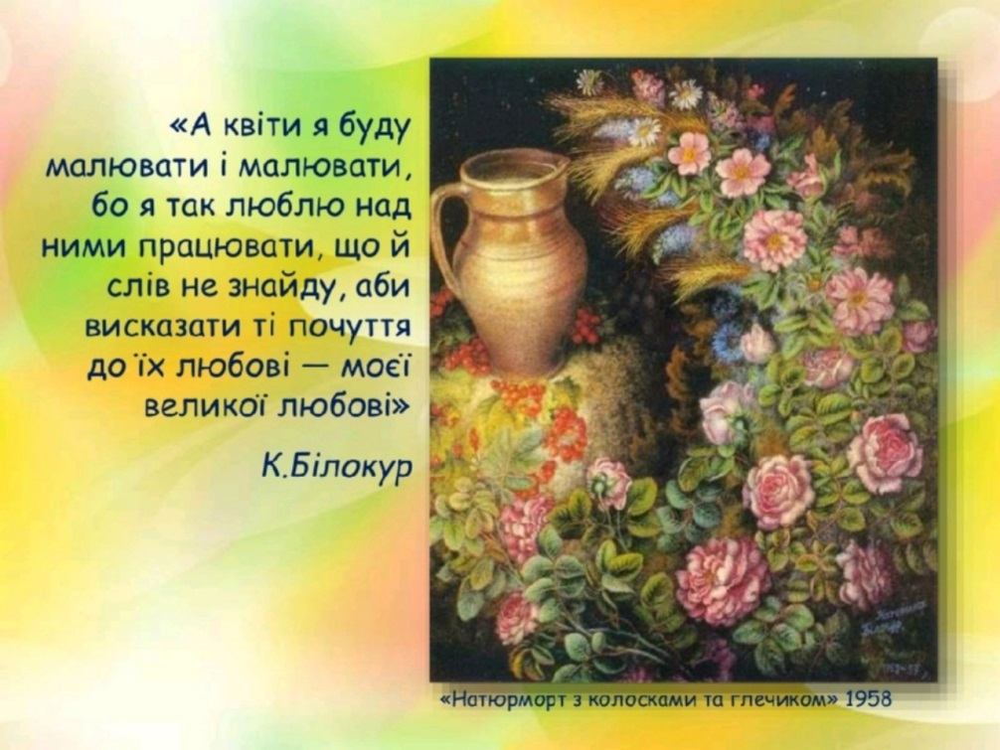 «А квіти я буду
малювати і малювати,
бо я так люблю над
ними працювати, що й
слів не знайду, аби
висказати ті почуття
до їх любові — моєї
великої любові»
К.Білокур
Білокур
«Натюрморт з колосками та глечиком» 1958